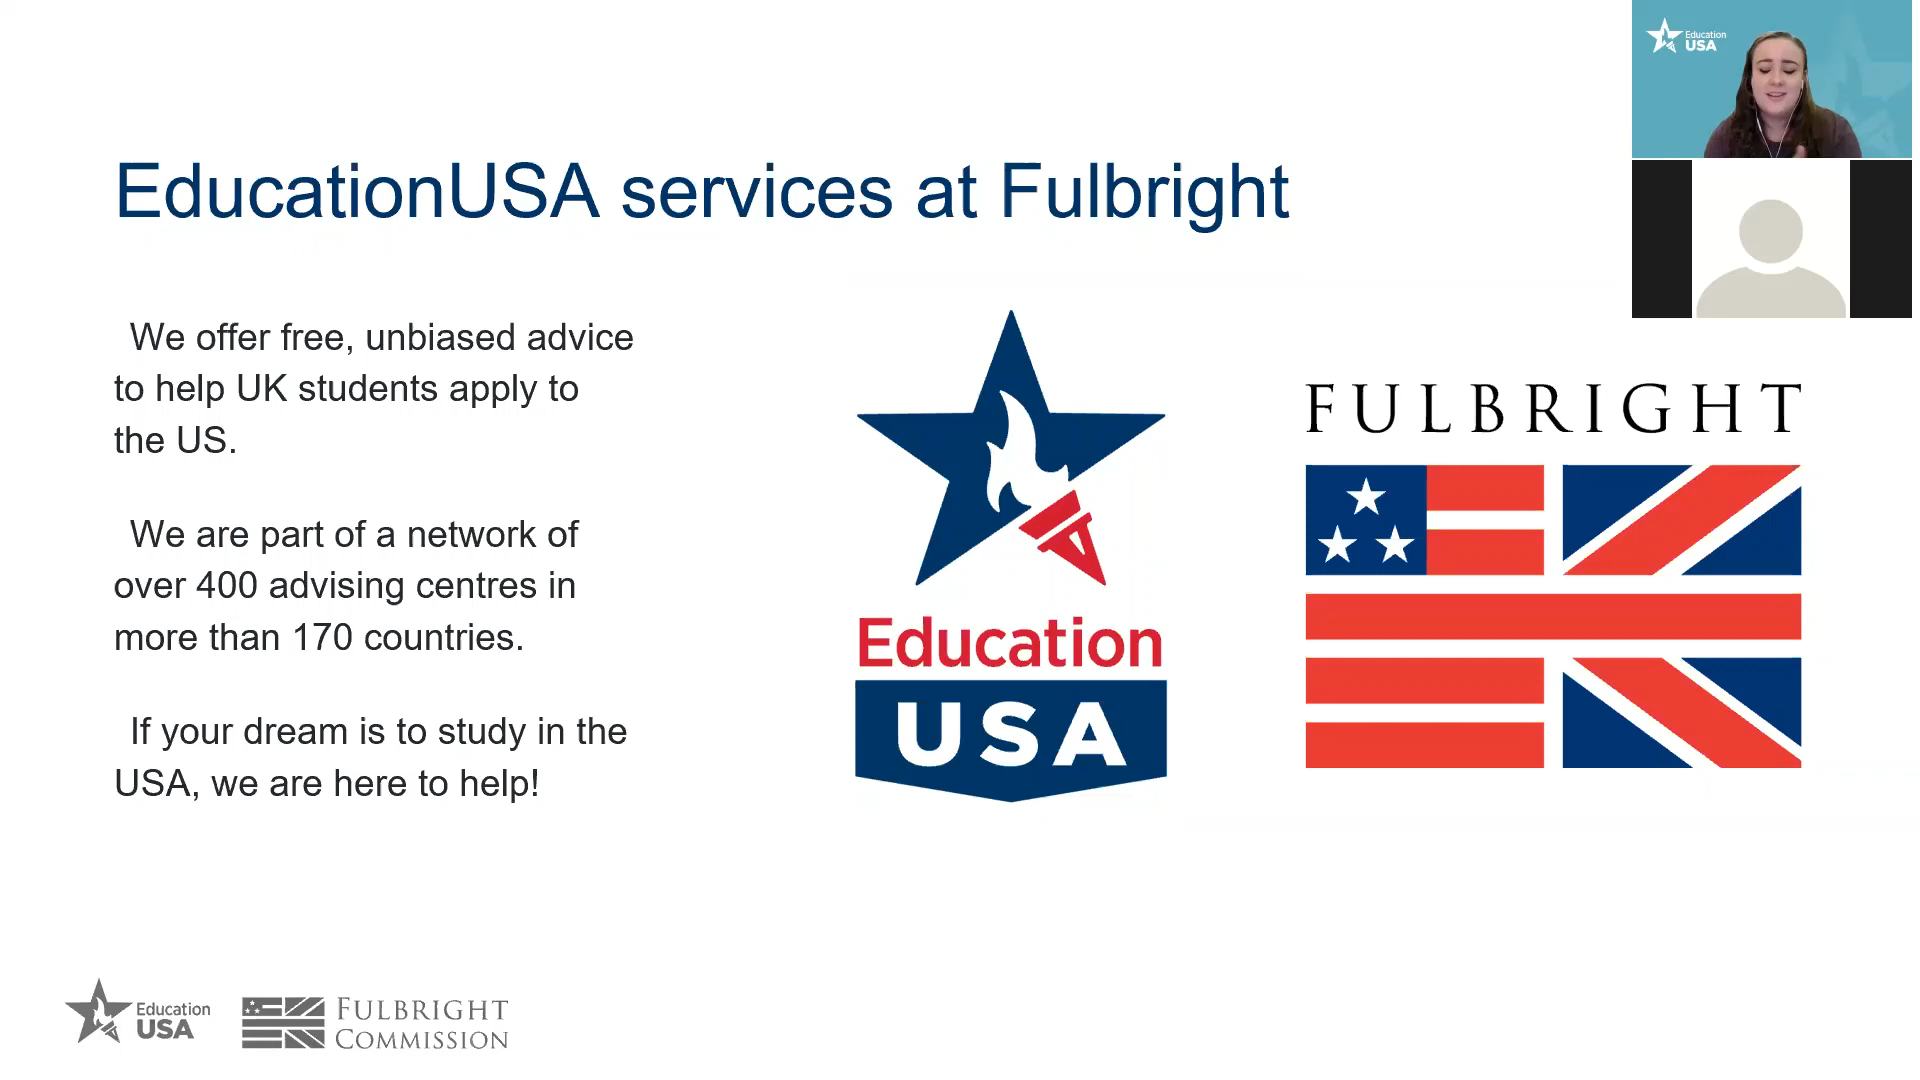 Education
USA
EducationUSA services at Fulbright
We offer free, unbiased advice
to help UK students apply to
the US.
We are part of a network of
over 400 advising centres in
more than 170 countries.
If your dream is to study in the
USA, we are here to help!
Education
USA
FULBRIGHT
Education
USA
FULBRIGHT
COMMISSION